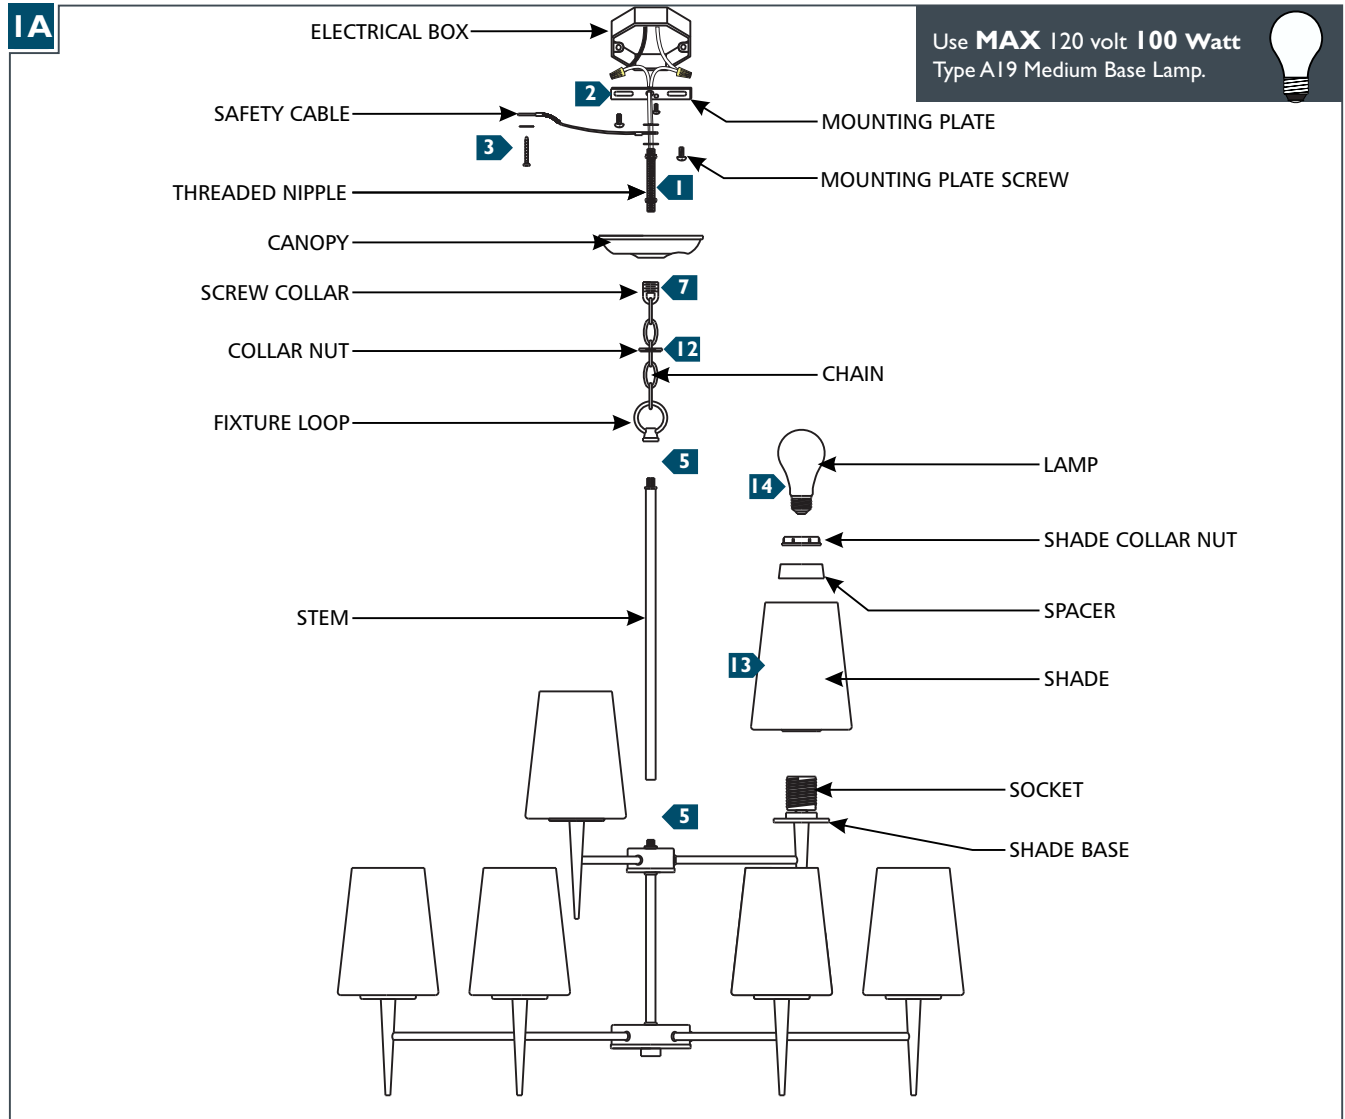 1A
ELECTRICAL BOX
Use MAX 120 volt 100 Watt
Type A19 Medium Base Lamp.
2
SAFETY CABLE
MOUNTING PLATE
3
MOUNTING PLATE SCREW
THREADED NIPPLE
1
CANOPY
SCREW COLLAR
7
COLLAR NUT
12
CHAIN
FIXTURE LOOP
5
LAMP
14
SHADE COLLAR NUT
SPACER
STEM
13
SHADE
SOCKET
5
SHADE BASE